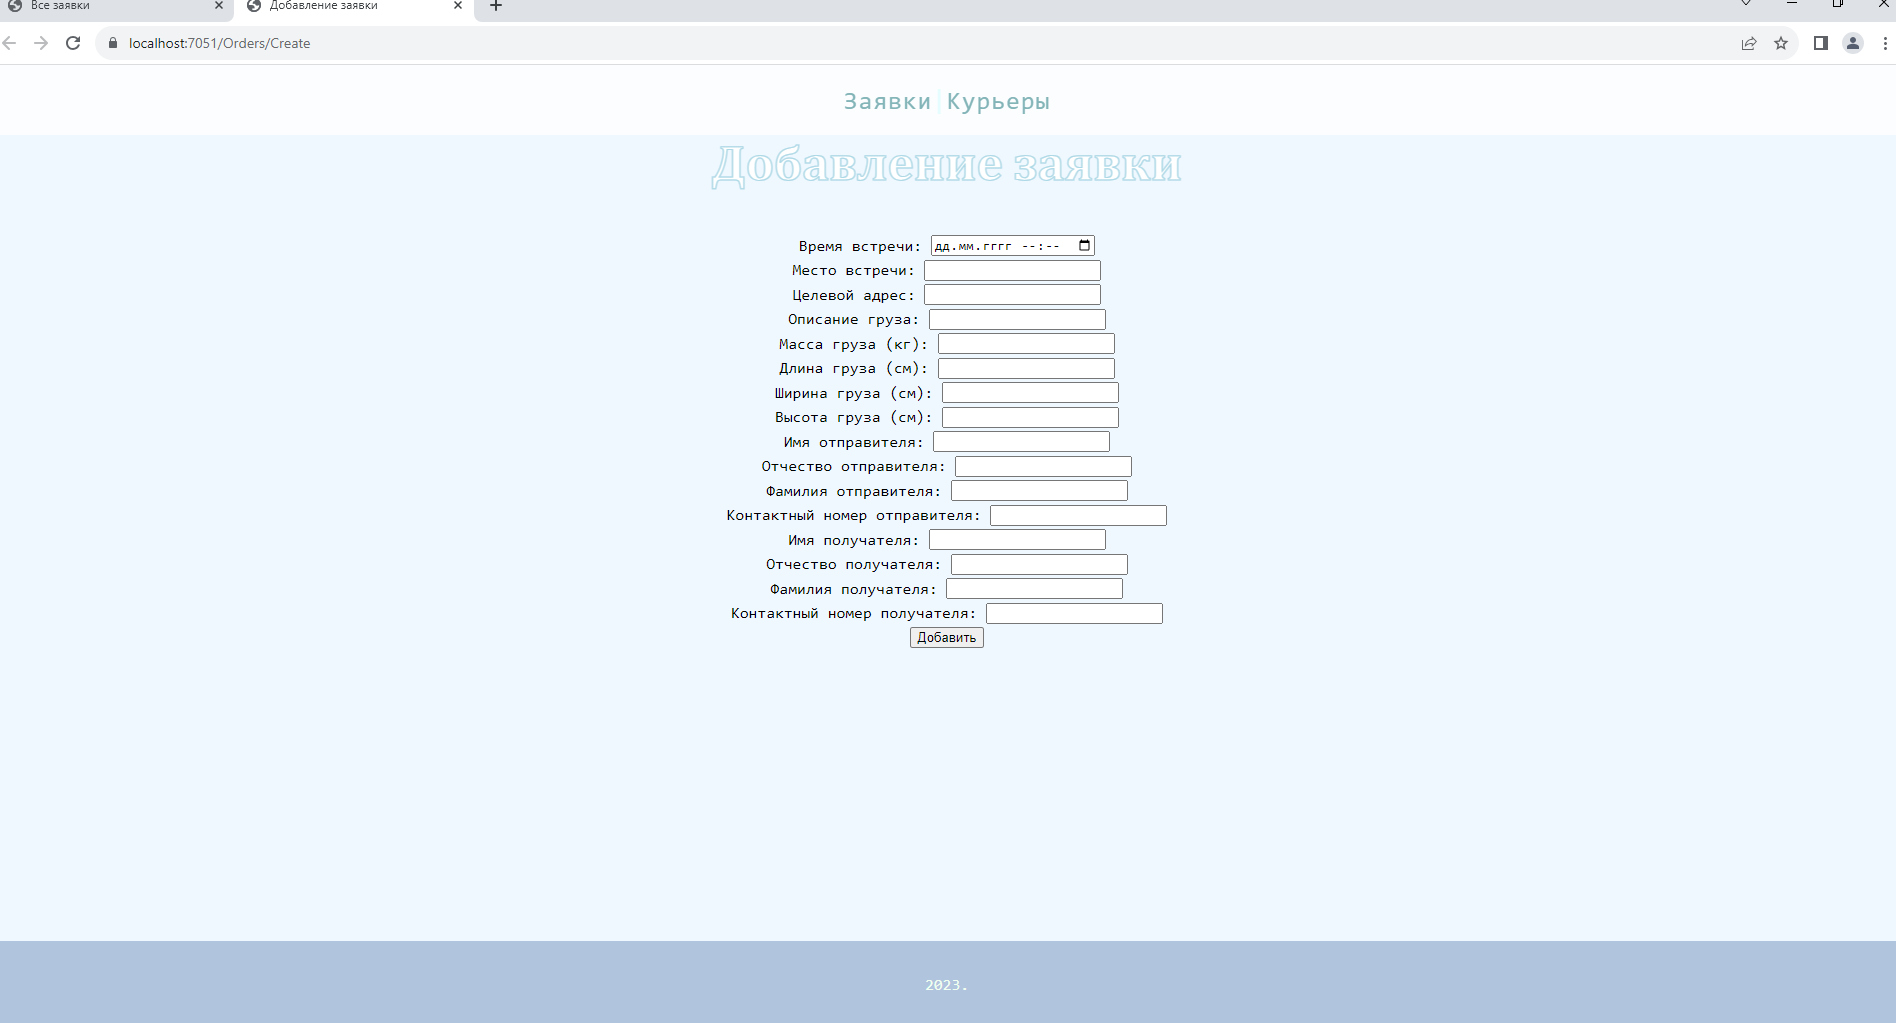 Все заявки
Добавление заявки
localhost:7051/Orders/Create
Заявки Курьеры
Добавление заявки
Время встречи: дд.мм.гггг --:--
Место встречи:
Целевой адрес:
Описание груза:
Масса груза (кг):
Длина груза (см):
Ширина груза (см):
Высота груза (см):
Имя отправителя:
Отчество отправителя:
Фамилия отправителя:
Контактный номер отправителя:
Имя получателя:
Отчество получателя:
Фамилия получателя:
Контактный номер получателя:
Добавить
2023.